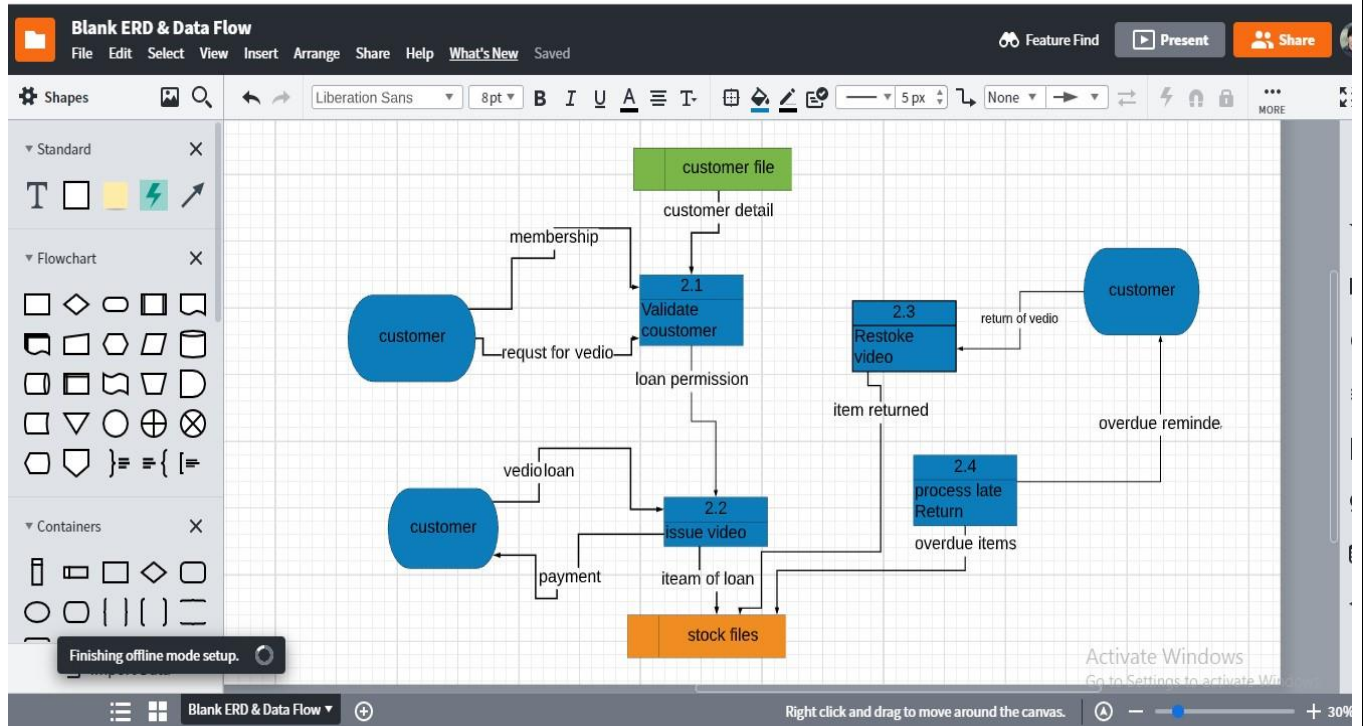 Blank ERD & Data Flow
File Edit Select View Insert Arrange Share Help What's New Saved
Feature Find
Present
Share
Shapes
Liberation Sans
8pt
B I U A T
5 px
None
MORE
Standard
T
Flowchart
Containers
Finishing offline mode setup.
customer file
customer detail
membership
2.1
Validate
coustomer
customer
requst for vedio
loan permission
2.3
Restoke
video
return of vedio
customer
item returned
overdue reminde
vedio loan
customer
2.2
issue video
payment
iteam of loan
2.4
process late
Return
overdue items
stock files
Activate Windows
Go to Settings to activate
Blank ERD & Data Flow
Right click and drag to move around the canvas.
30%